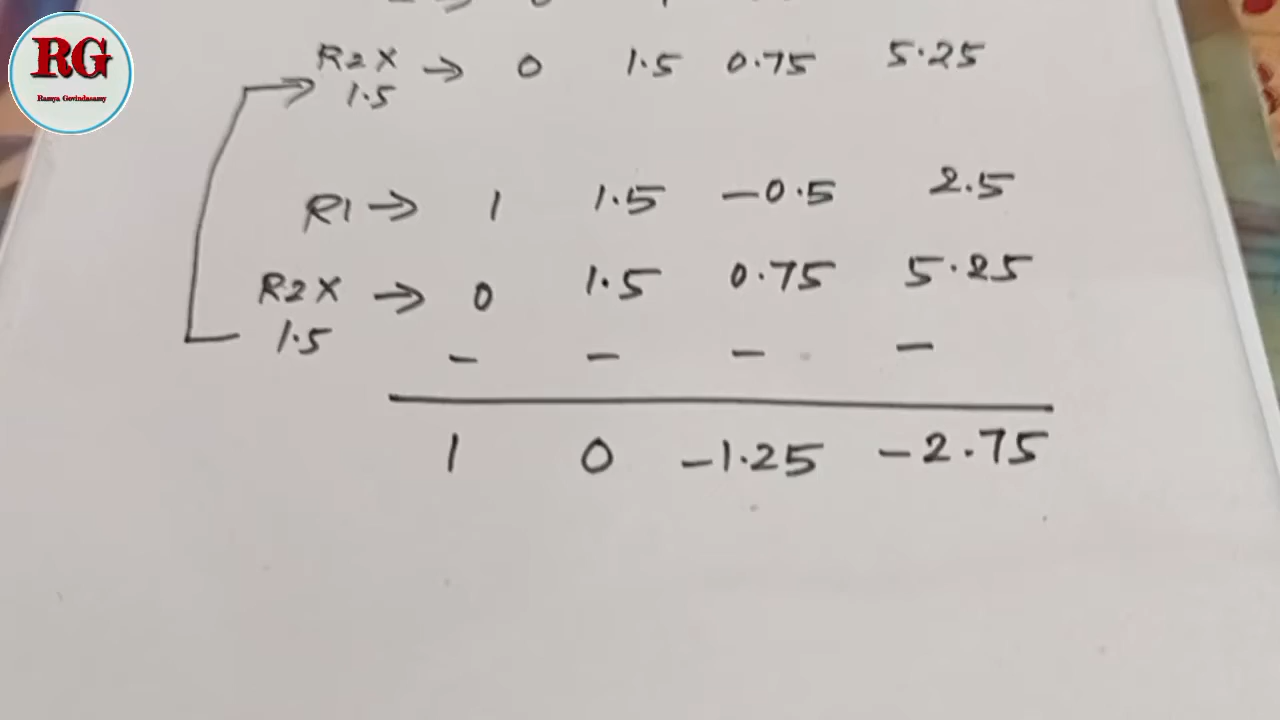 RG
Ramya Govindasamy
R2 X → 0 1.5 0.75 5.25
1.5
R1 → 1 1.5 -0.5 2.5
R2 X → 0 1.5 0.75 5.25
1.5
- - - -
1 0 -1.25 -2.75